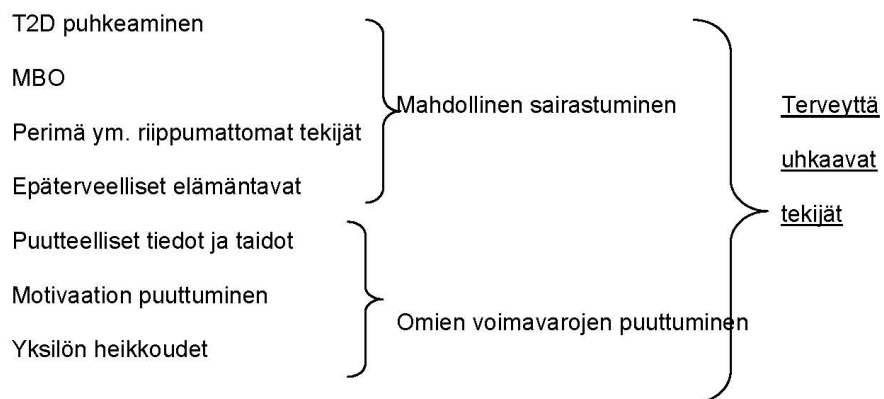 T2D puhkeaminen
MBO
Perimä ym. riippumattomat tekijät
Epäterveelliset elämäntavat
Puutteelliset tiedot ja taidot
Motivaation puuttuminen
Yksilön heikkoudet
Mahdollinen sairastuminen
Omien voimavarojen puuttuminen
Terveyttä
uhkaavat
tekijät